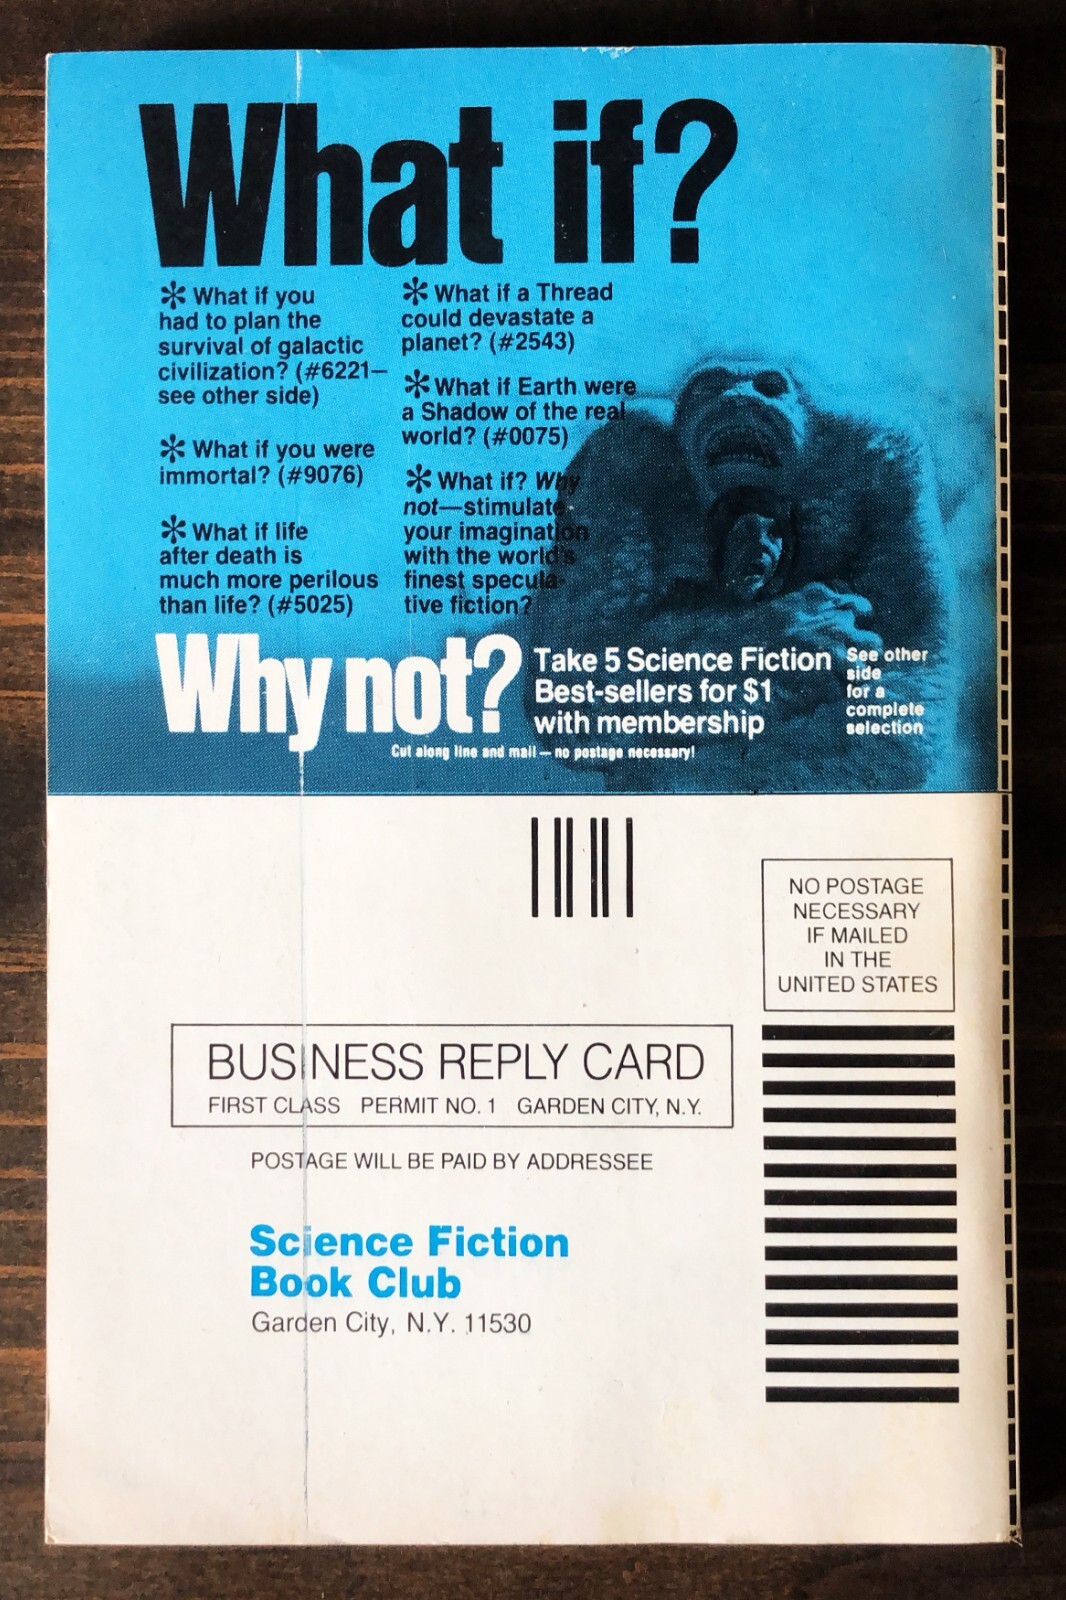 What if?
✻ What if you
had to plan the
survival of galactic
civilization? (#6221—
see other side)
✻ What if you were
immortal? (#9076)
✻ What if life
after death is
much more perilous
than life? (#5025)
✻ What if a Thread
could devastate a
planet? (#2543)
✻ What if Earth were
a Shadow of the real
world? (#0075)
✻ What if? Why
not—stimulate
your imagination
with the world's
finest specula-
tive fiction?
Why not?
Take 5 Science Fiction
Best-sellers for $1
with membership
See other
side
for a
complete
selection
Cut along line and mail — no postage necessary!
NO POSTAGE
NECESSARY
IF MAILED
IN THE
UNITED STATES
BUSINESS REPLY CARD
FIRST CLASS PERMIT NO. 1 GARDEN CITY, N.Y.
POSTAGE WILL BE PAID BY ADDRESSEE
Science Fiction
Book Club
Garden City, N.Y. 11530